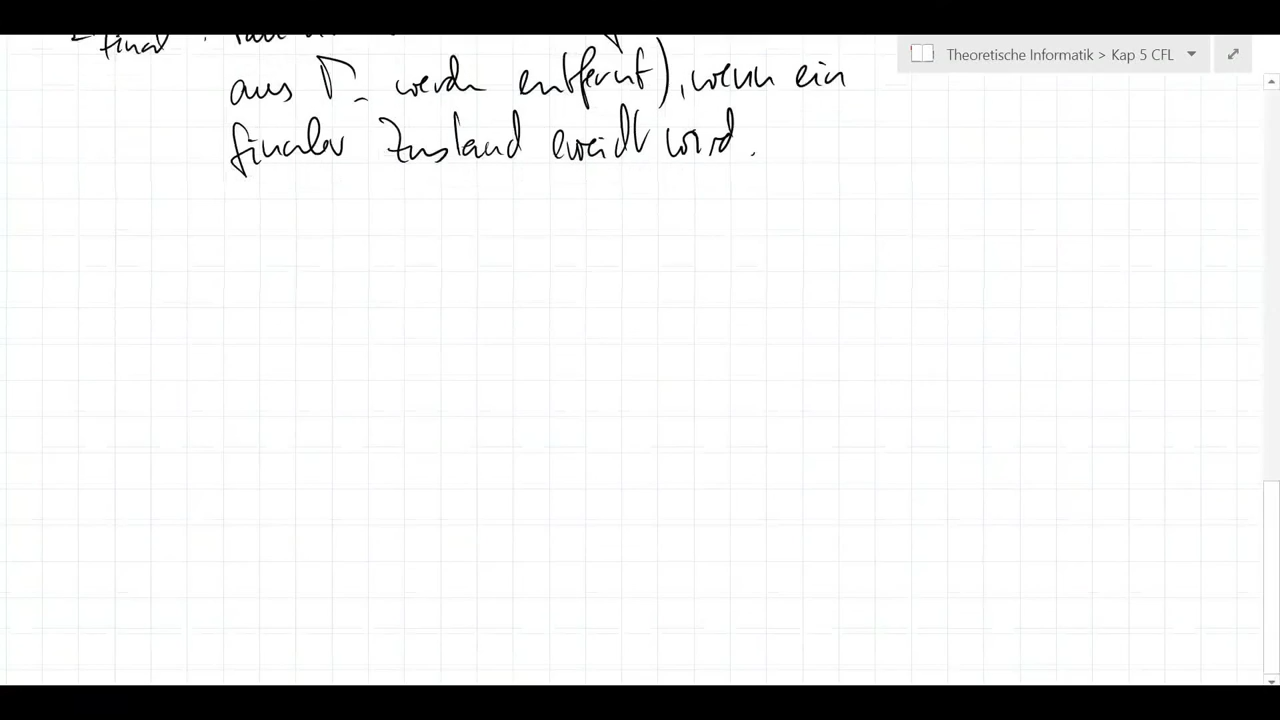 final :
Theoretische Informatik > Kap 5 CFL
aus Γ werden entfernt), wenn ein
finaler Zustand erreicht wird.